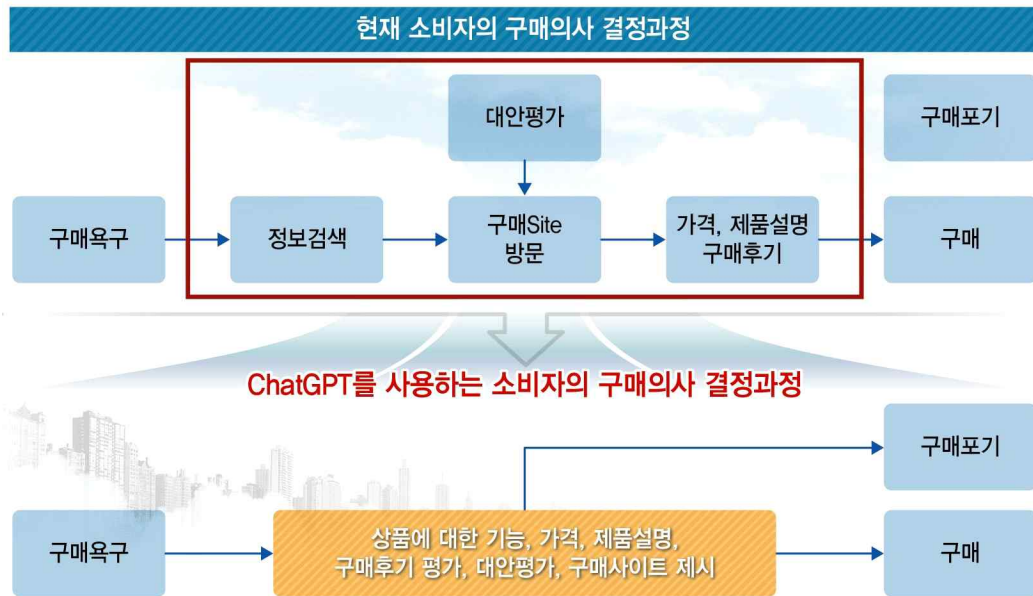 현재 소비자의 구매의사 결정과정
대안평가
구매포기
구매욕구
정보검색
구매Site
방문
가격, 제품설명
구매후기
구매
ChatGPT를 사용하는 소비자의 구매의사 결정과정
구매포기
구매욕구
상품에 대한 기능, 가격, 제품설명,
구매후기 평가, 대안평가, 구매사이트 제시
구매